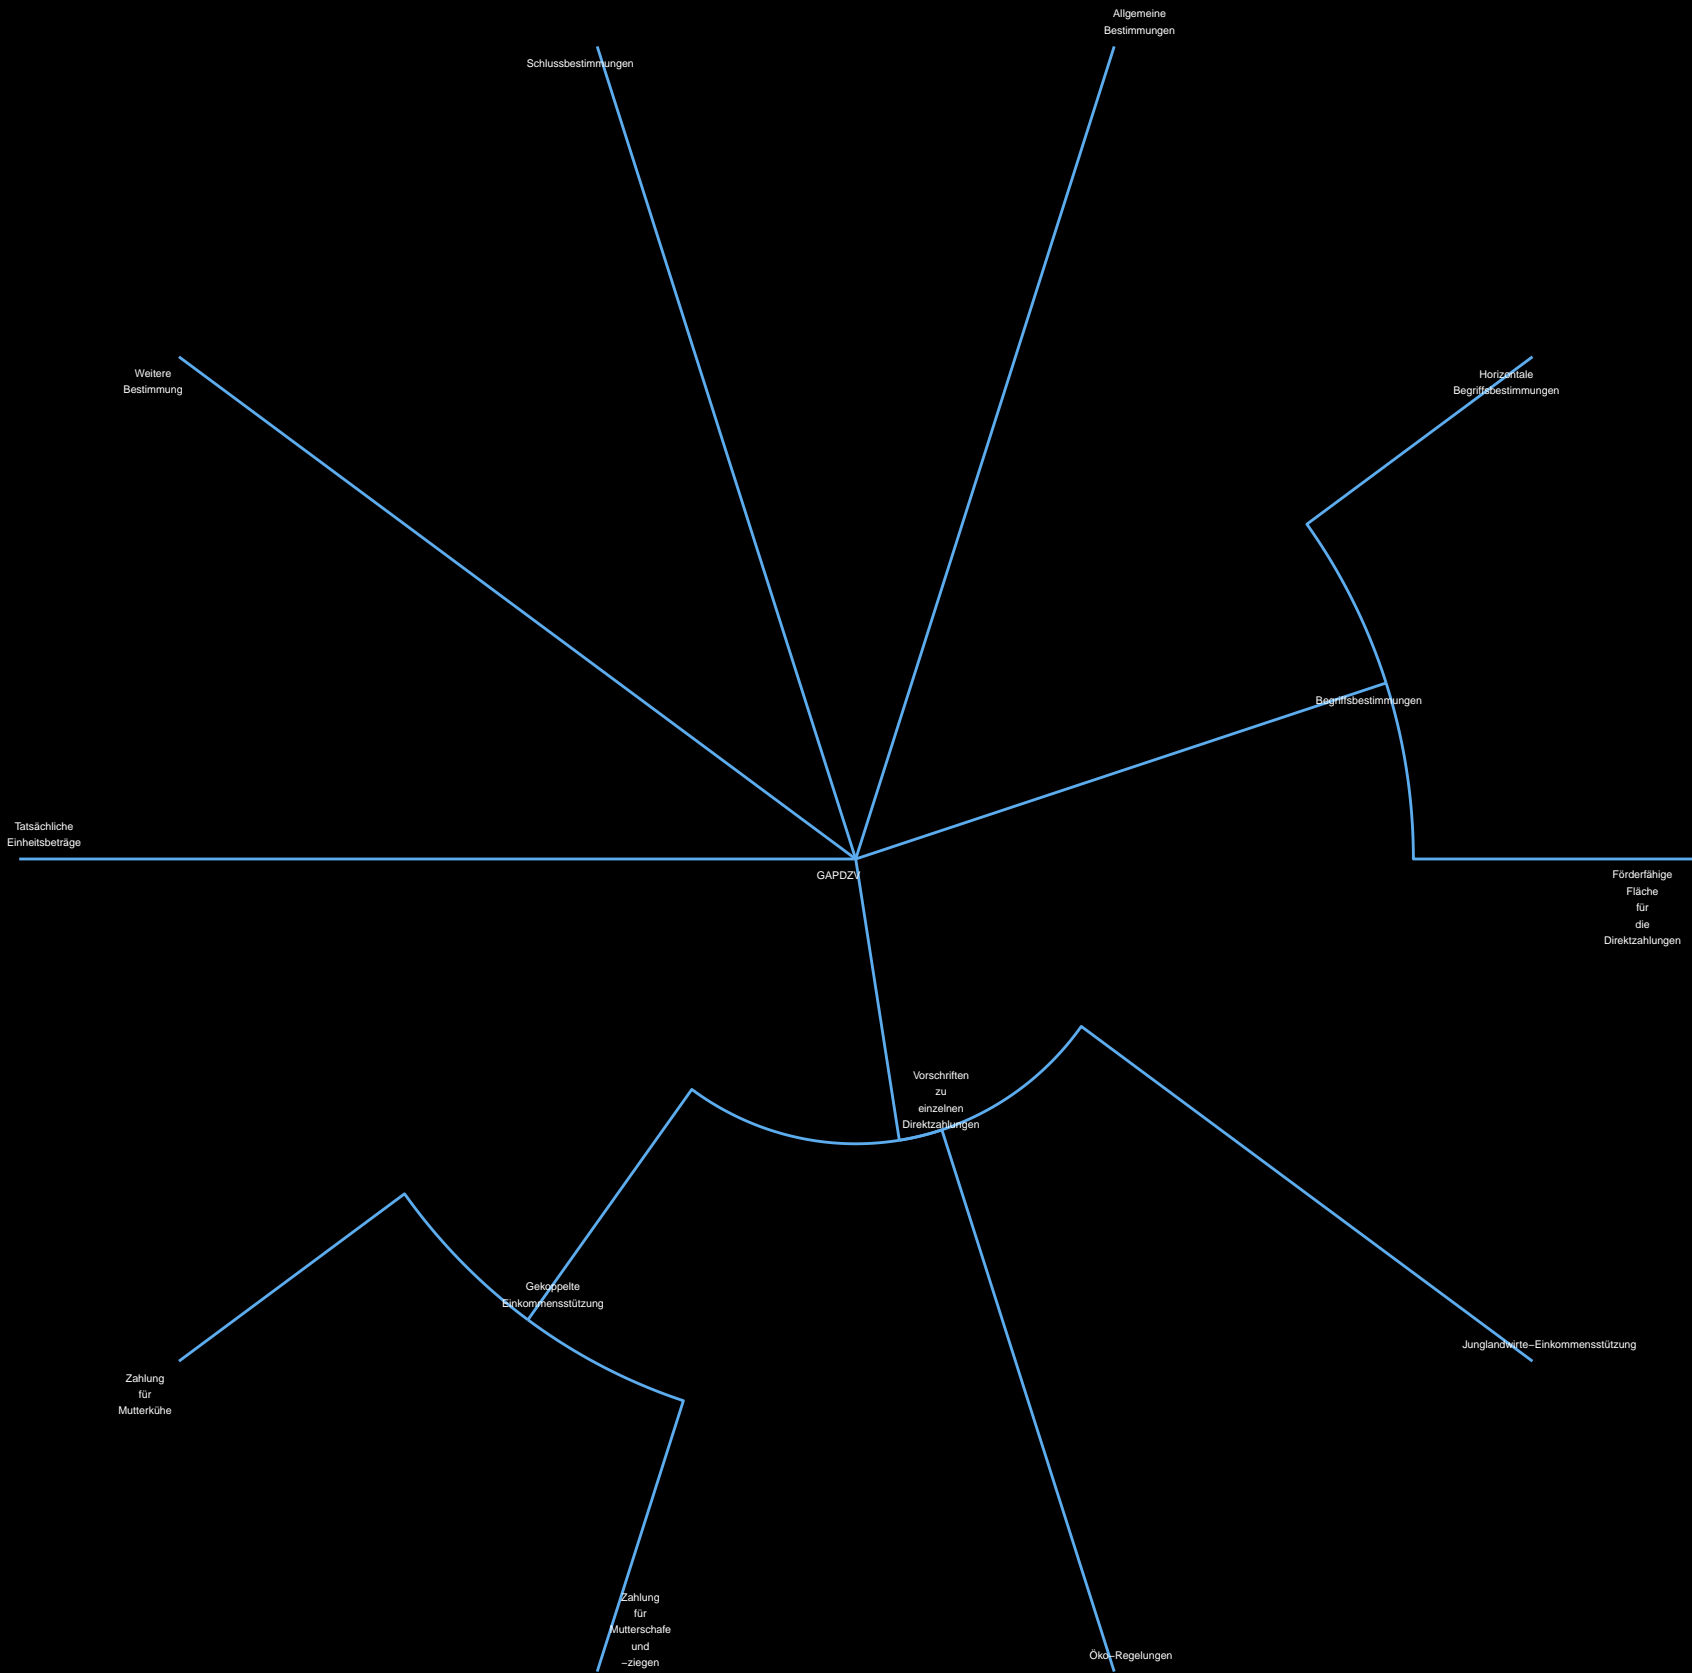 Allgemeine
Bestimmungen
Schlussbestimmungen
Weitere
Bestimmung
Horizontale
Begriffsbestimmungen
Begriffsbestimmungen
Tatsächliche
Einheitsbeträge
GAPDZV
Förderfähige
Fläche
für
die
Direktzahlungen
Vorschriften
zu
einzelnen
Direktzahlungen
Gekoppelte
Einkommensstützung
Junglandwirte−Einkommensstützung
Zahlung
für
Mutterkühe
Zahlung
für
Mutterschafe
und
−ziegen
Öko−Regelungen